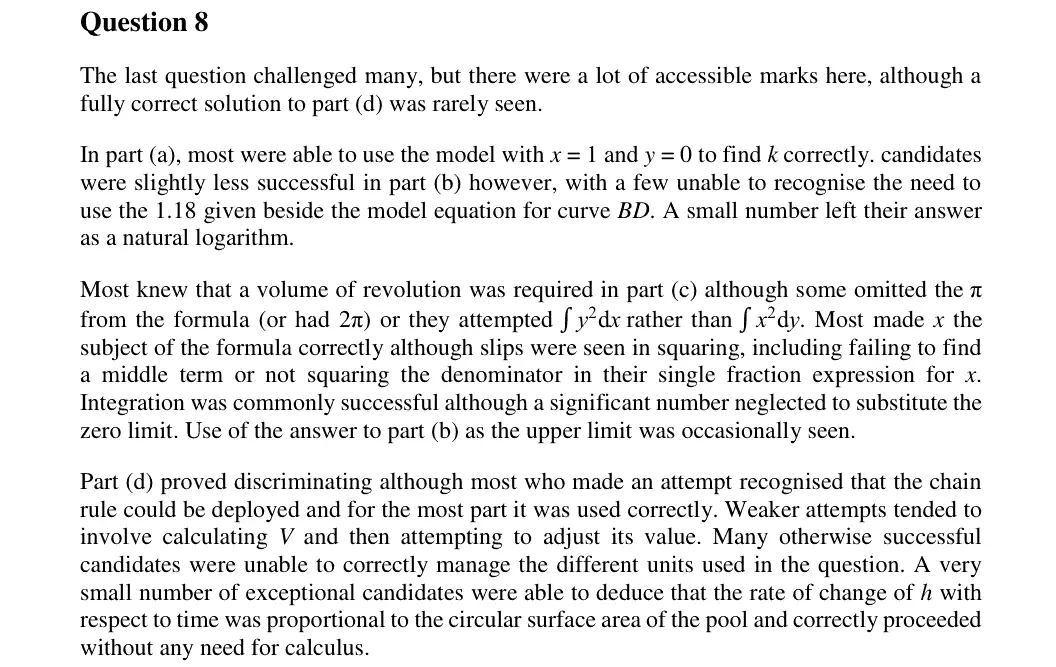 Question 8
The last question challenged many, but there were a lot of accessible marks here, although a
fully correct solution to part (d) was rarely seen.
In part (a), most were able to use the model with x = 1 and y = 0 to find k correctly. candidates
were slightly less successful in part (b) however, with a few unable to recognise the need to
use the 1.18 given beside the model equation for curve BD. A small number left their answer
as a natural logarithm.
Most knew that a volume of revolution was required in part (c) although some omitted the π
from the formula (or had 2π) or they attempted ∫ y²dx rather than ∫ x²dy. Most made x the
subject of the formula correctly although slips were seen in squaring, including failing to find
a middle term or not squaring the denominator in their single fraction expression for x.
Integration was commonly successful although a significant number neglected to substitute the
zero limit. Use of the answer to part (b) as the upper limit was occasionally seen.
Part (d) proved discriminating although most who made an attempt recognised that the chain
rule could be deployed and for the most part it was used correctly. Weaker attempts tended to
involve calculating V and then attempting to adjust its value. Many otherwise successful
candidates were unable to correctly manage the different units used in the question. A very
small number of exceptional candidates were able to deduce that the rate of change of h with
respect to time was proportional to the circular surface area of the pool and correctly proceeded
without any need for calculus.